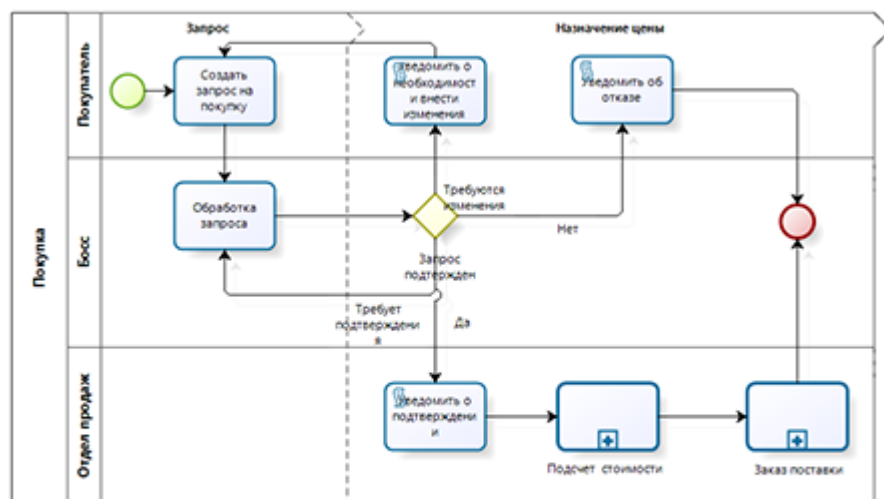 Запрос
Назначение цены
Покупка
Покупатель
Создать
запрос на
покупку
Уведомить о
необходимост
и внести
изменения
Уведомить об
отказе
Босс
Обработка
запроса
Требуются
изменения
Нет
Запрос
подтвержден
Требует
подтверждени
я
Да
Отдел продаж
Уведомить о
подтверждени
и
Подсчет стоимости
Заказ поставки